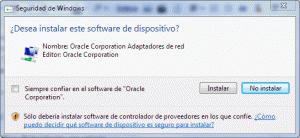 Seguridad de Windows
¿Desea instalar este software de dispositivo?
Nombre: Oracle Corporation Adaptadores de red
Editor: Oracle Corporation
Siempre confiar en el software de "Oracle
Corporation".
Instalar
No instalar
Sólo debería instalar software de controlador de proveedores en los que confíe. ¿Cómo
puedo decidir qué software de dispositivo es seguro para instalar?